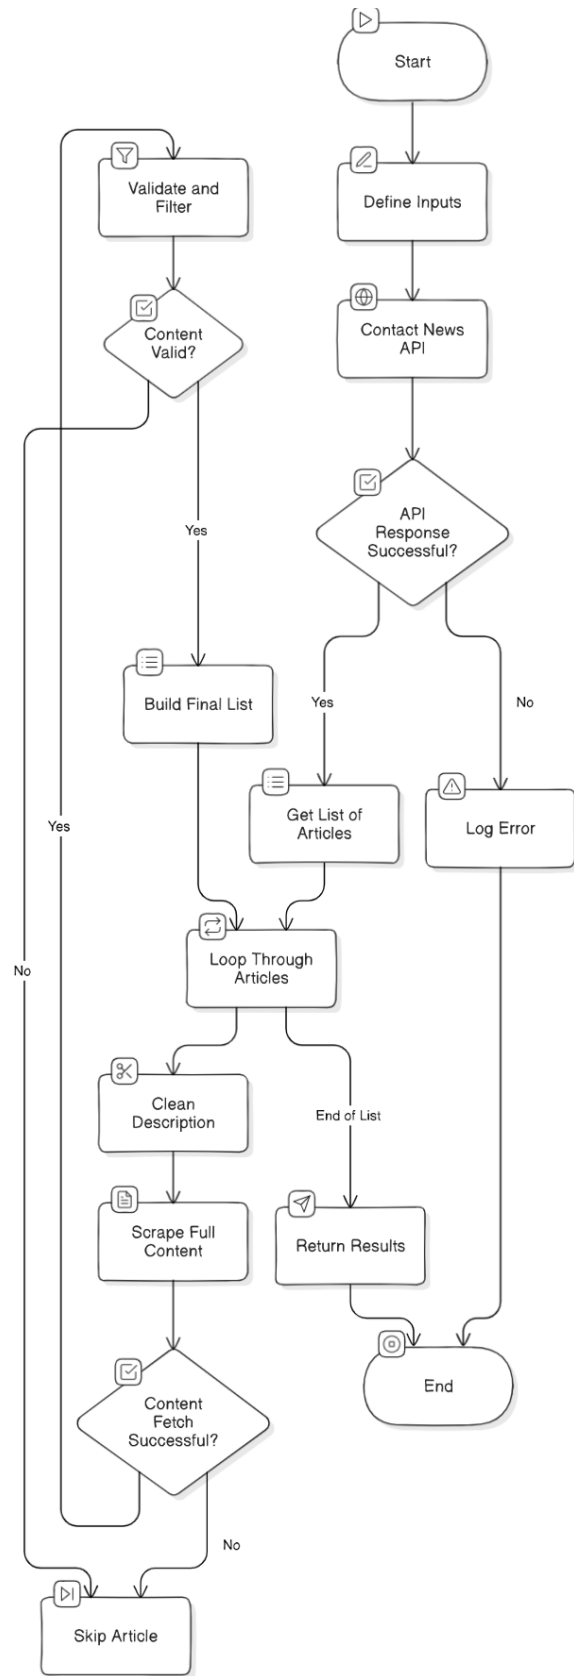 Start
Define Inputs
Contact News
API
API
Response
Successful?
Yes
No
Get List of
Articles
Log Error
Validate and
Filter
Content
Valid?
Yes
Build Final List
Yes
No
Loop Through
Articles
Clean
Description
End of List
Scrape Full
Content
Return Results
Content
Fetch
Successful?
End
No
Skip Article